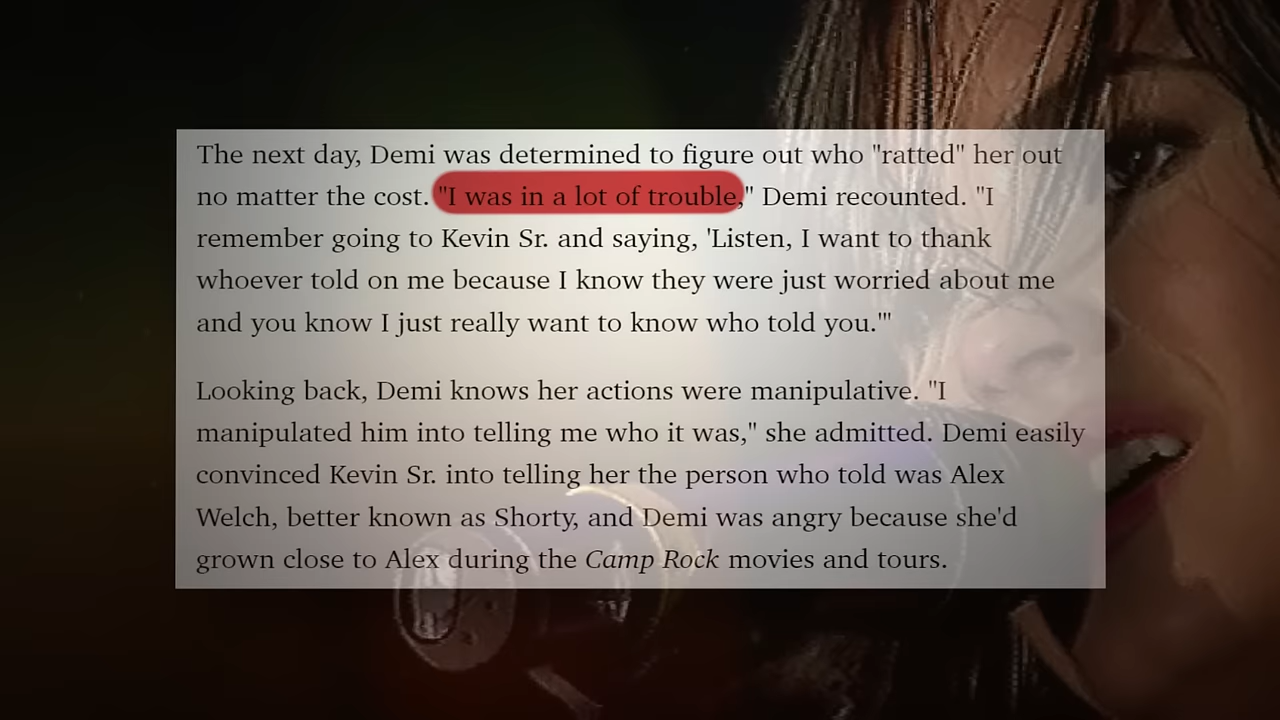 The next day, Demi was determined to figure out who "ratted" her out
no matter the cost. "I was in a lot of trouble," Demi recounted. "I
remember going to Kevin Sr. and saying, 'Listen, I want to thank
whoever told on me because I know they were just worried about me
and you know I just really want to know who told you.'"
Looking back, Demi knows her actions were manipulative. "I
manipulated him into telling me who it was," she admitted. Demi easily
convinced Kevin Sr. into telling her the person who told was Alex
Welch, better known as Shorty, and Demi was angry because she'd
grown close to Alex during the Camp Rock movies and tours.